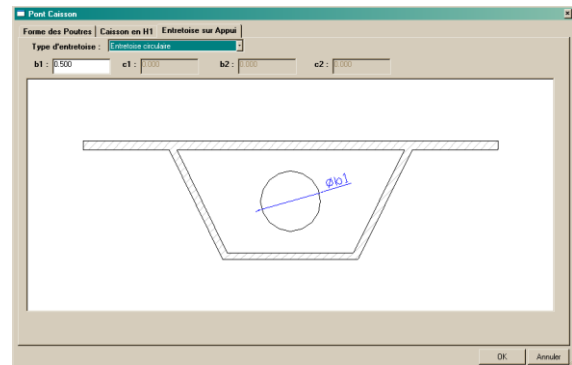 Pont Caisson
Forme des Poutres Caisson en H1 Entretoise sur Appui
Type d'entretoise : Entretoise circulaire
b1 : 0.500 c1 : 0.000 b2 : 0.000 c2 : 0.000
Øb1
OK Annuler